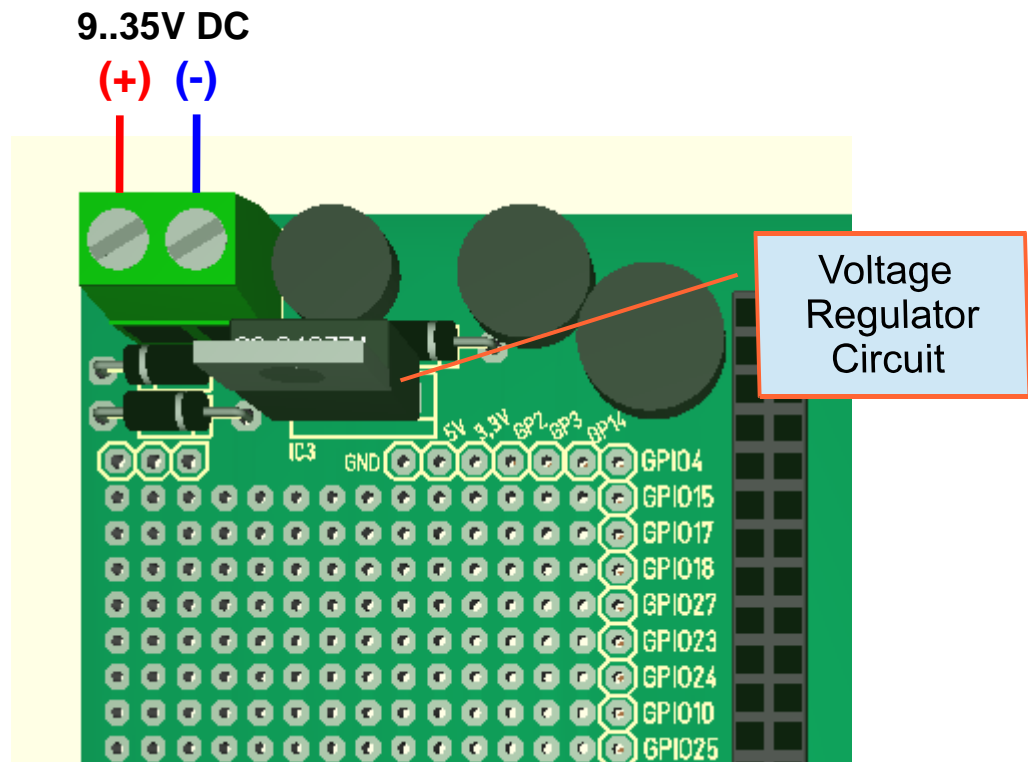 9..35V DC
(+) (-)
Voltage
Regulator
Circuit
IC3
GND 5V 3,3V GP2 GP3 GP14 GPIO4
GPIO15
GPIO17
GPIO18
GPIO27
GPIO23
GPIO24
GPIO10
GPIO25